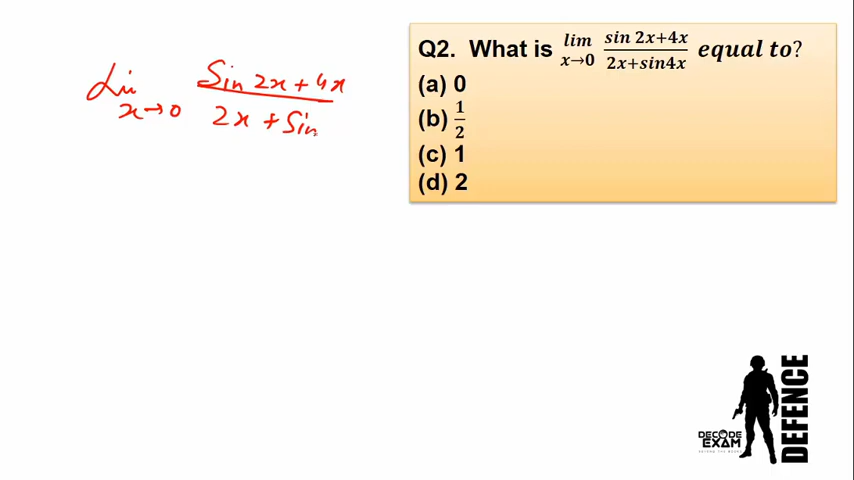 Lim
x→0
Sin 2x + 4x
2x + Sin
Q2. What is lim x→0 sin 2x+4x / 2x+sin4x equal to?
(a) 0
(b) 1/2
(c) 1
(d) 2
DECODE
EXAM
DEFENCE